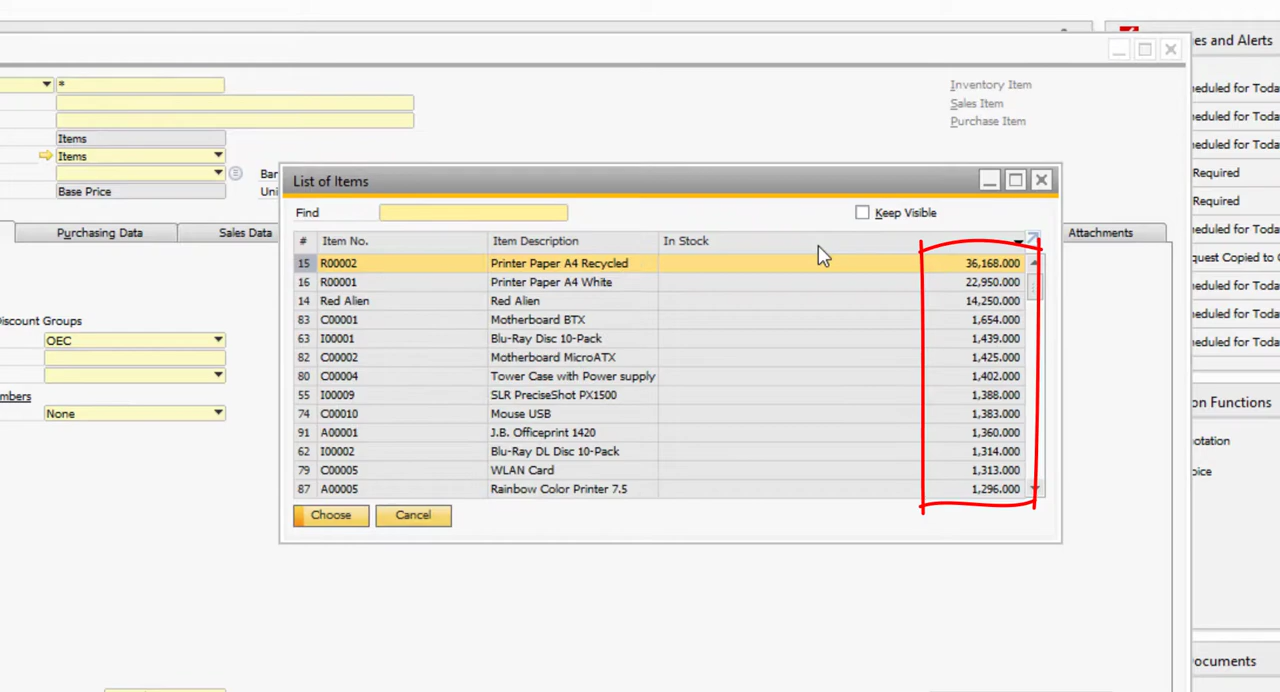 es and Alerts
*
Inventory Item
Sales Item
Purchase Item
Items
Items
Bar
Base Price
Uni
Purchasing Data
Sales Data
Attachments
iscount Groups
OEC
mbers
None
List of Items
Find
Keep Visible
# Item No. Item Description In Stock
15 R00002 Printer Paper A4 Recycled 36,168.000
16 R00001 Printer Paper A4 White 22,950.000
14 Red Alien Red Alien 14,250.000
83 C00001 Motherboard BTX 1,654.000
63 I00001 Blu-Ray Disc 10-Pack 1,439.000
82 C00002 Motherboard MicroATX 1,425.000
80 C00004 Tower Case with Power supply 1,402.000
55 I00009 SLR PreciseShot PX1500 1,388.000
74 C00010 Mouse USB 1,383.000
91 A00001 J.B. Officeprint 1420 1,360.000
62 I00002 Blu-Ray DL Disc 10-Pack 1,314.000
79 C00005 WLAN Card 1,313.000
87 A00005 Rainbow Color Printer 7.5 1,296.000
Choose Cancel
heduled for Toda
heduled for Toda
heduled for Toda
Required
Required
heduled for Toda
quest Copied to C
heduled for Toda
heduled for Toda
heduled for Toda
on Functions
otation
oice
ocuments